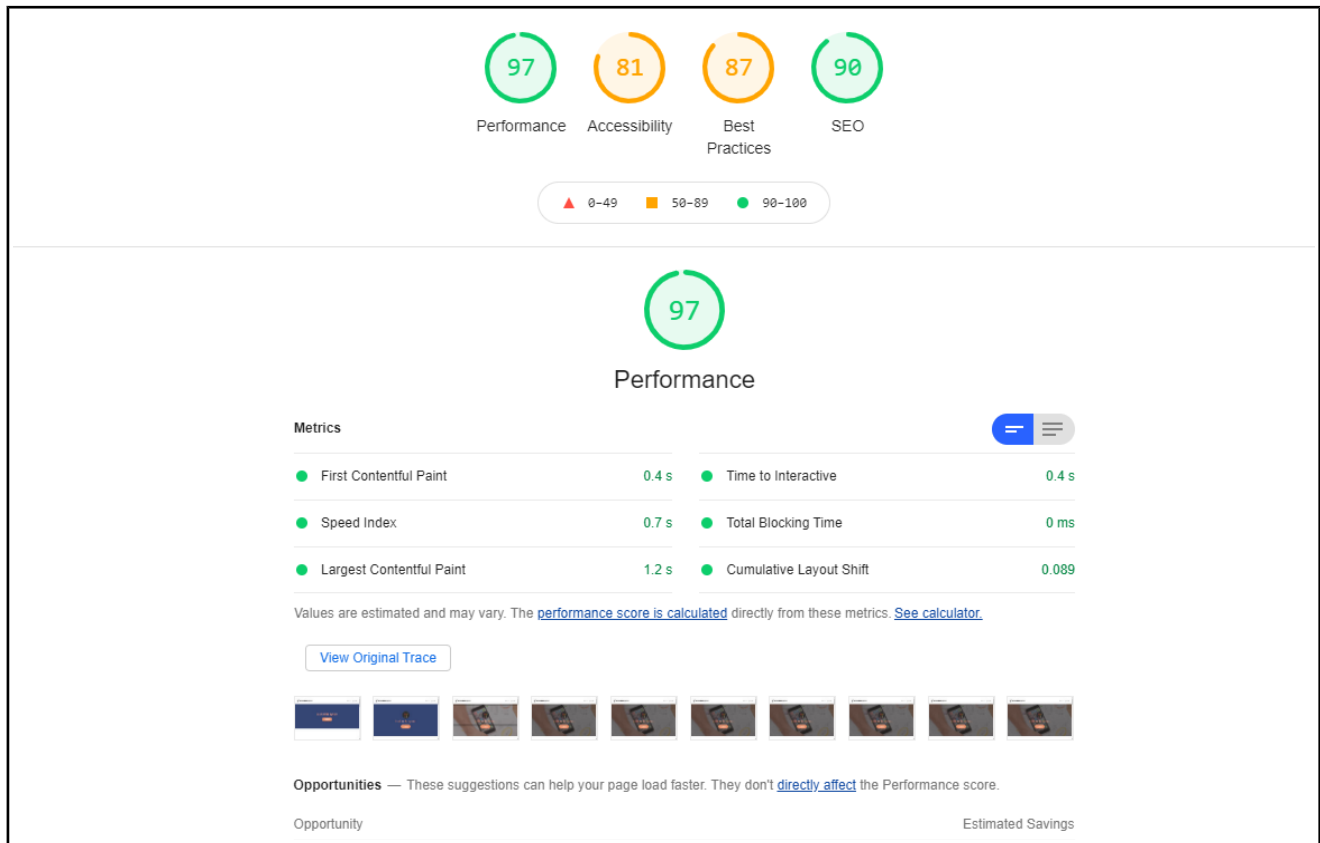 97 81 87 90
Performance Accessibility Best Practices SEO
0–49 50–89 90–100
97
Performance
Metrics
First Contentful Paint 0.4 s Time to Interactive 0.4 s
Speed Index 0.7 s Total Blocking Time 0 ms
Largest Contentful Paint 1.2 s Cumulative Layout Shift 0.089
Values are estimated and may vary. The performance score is calculated directly from these metrics. See calculator.
View Original Trace
Opportunities — These suggestions can help your page load faster. They don't directly affect the Performance score.
Opportunity Estimated Savings